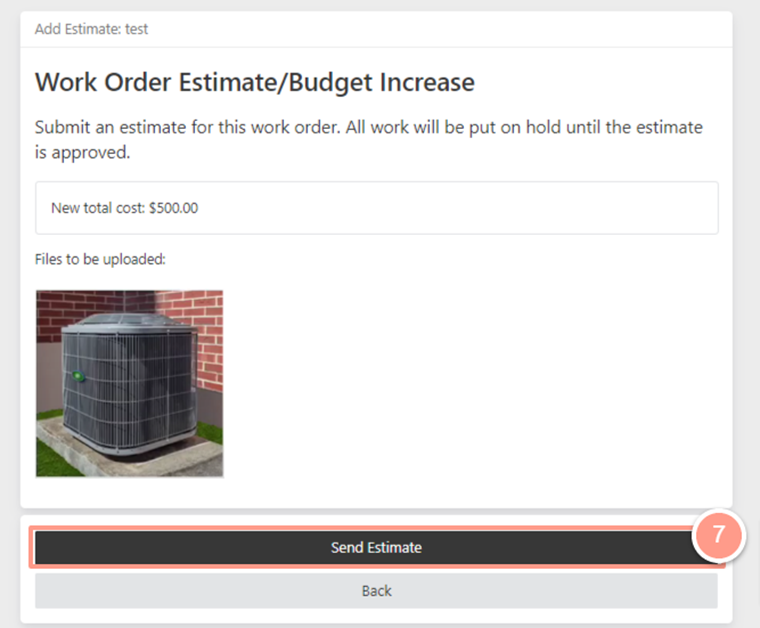 Add Estimate: test
Work Order Estimate/Budget Increase
Submit an estimate for this work order. All work will be put on hold until the estimate
is approved.
New total cost: $500.00
Files to be uploaded:
7
Send Estimate
Back